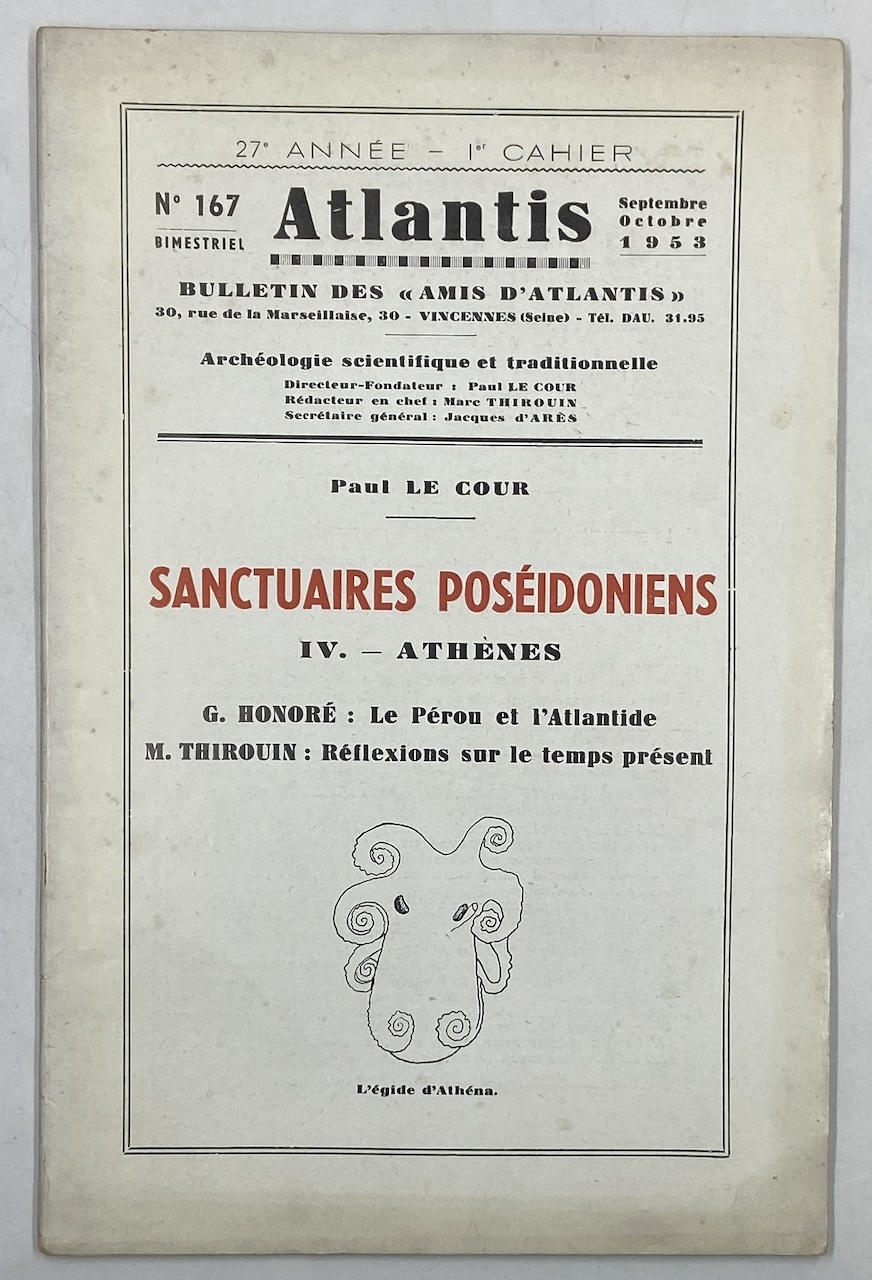 27e ANNÉE - 1er CAHIER
No 167
BIMESTRIEL
Atlantis
Septembre
Octobre
1953
BULLETIN DES « AMIS D'ATLANTIS »
30, rue de la Marseillaise, 30 - VINCENNES (Seine) - Tél. DAU. 31.95
Archéologie scientifique et traditionnelle
Directeur-Fondateur : Paul LE COUR
Rédacteur en chef : Marc THIROUIN
Secrétaire général : Jacques d'ARÈS
Paul LE COUR
SANCTUAIRES POSÉIDONIENS
IV. — ATHÈNES
G. HONORÉ : Le Pérou et l'Atlantide
M. THIROUIN : Réflexions sur le temps présent
L'égide d'Athéna.